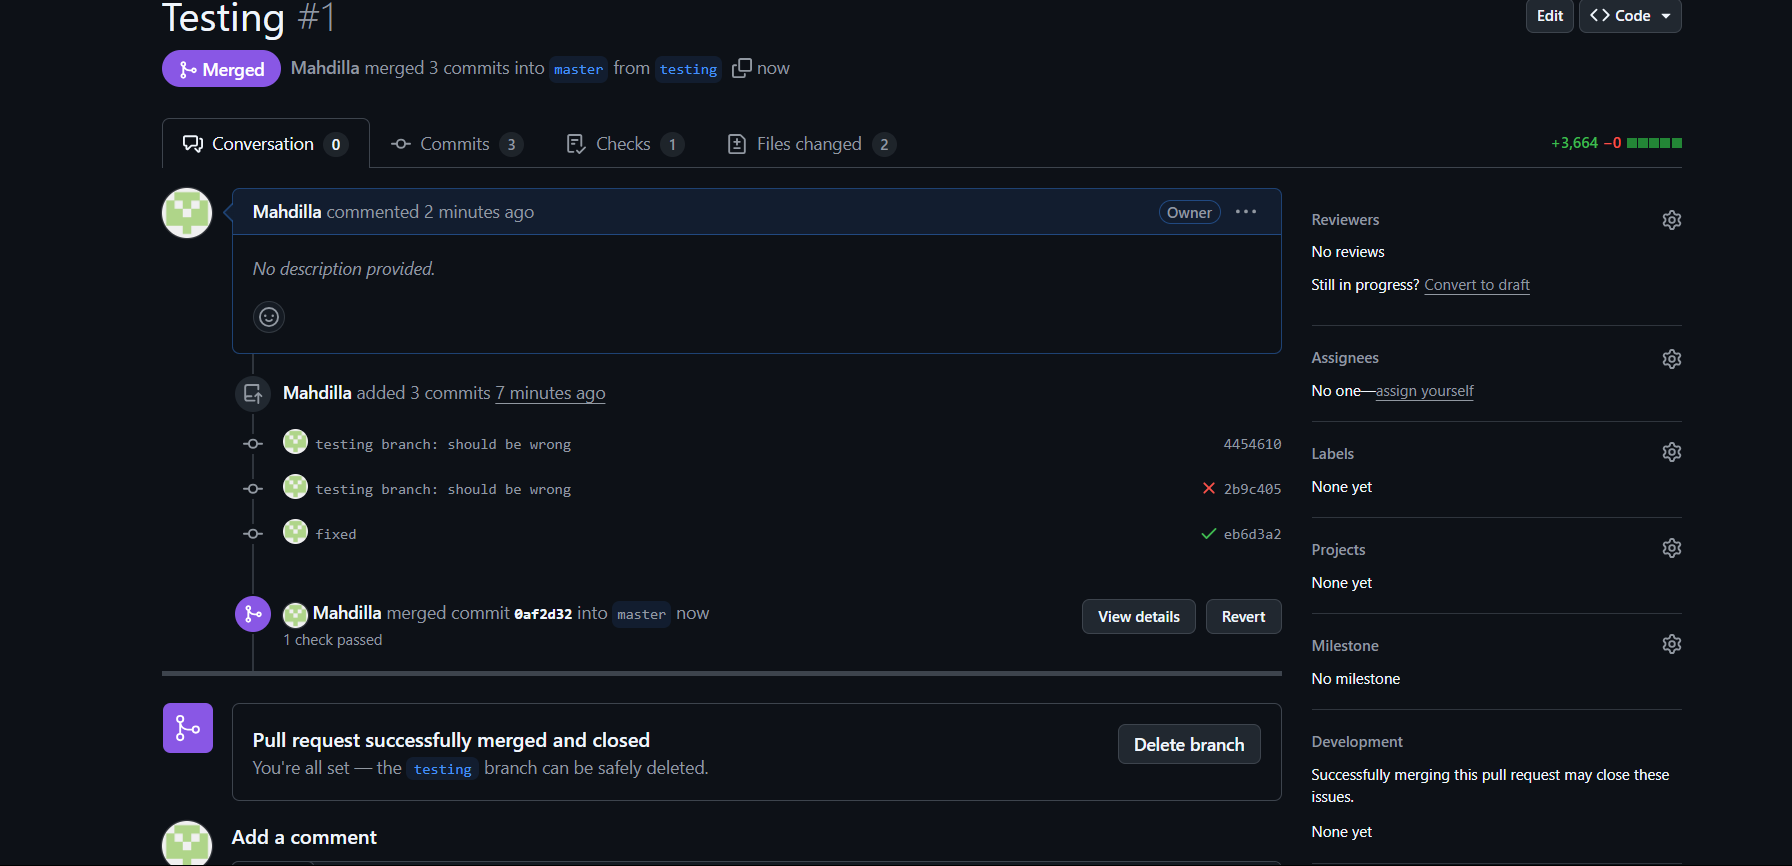 Testing #1
Edit
Code
Merged
Mahdilla merged 3 commits into master from testing now
Conversation 0
Commits 3
Checks 1
Files changed 2
+3,664 −0
Mahdilla commented 2 minutes ago
Owner
No description provided.
Mahdilla added 3 commits 7 minutes ago
testing branch: should be wrong 4454610
testing branch: should be wrong 2b9c405
fixed eb6d3a2
Mahdilla merged commit 0af2d32 into master now
1 check passed
View details
Revert
Pull request successfully merged and closed
You're all set — the testing branch can be safely deleted.
Delete branch
Add a comment
Reviewers
No reviews
Still in progress? Convert to draft
Assignees
No one—assign yourself
Labels
None yet
Projects
None yet
Milestone
No milestone
Development
Successfully merging this pull request may close these
issues.
None yet